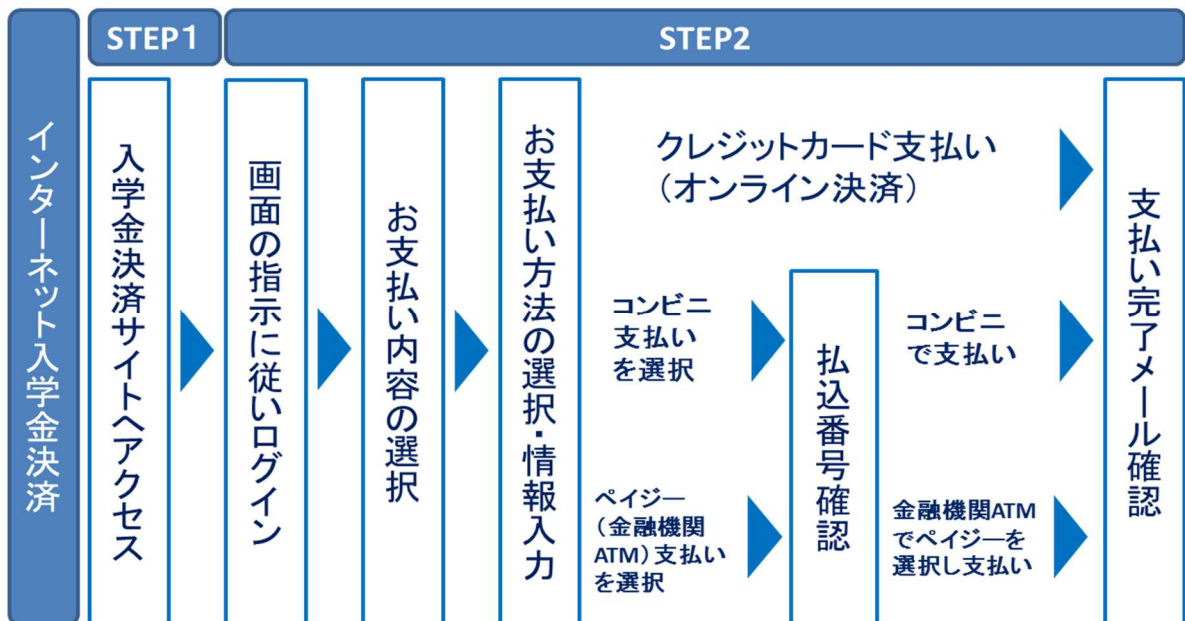 インターネット入学金決済
STEP1
STEP2
入学金決済サイトへアクセス
画面の指示に従いログイン
お支払い内容の選択
お支払い方法の選択・情報入力
クレジットカード支払い
（オンライン決済）
コンビニ
支払い
を選択
ペイジー
（金融機関
ATM）支払い
を選択
払込番号確認
コンビニ
で支払い
金融機関ATM
でペイジーを
選択し支払い
支払い完了メール確認